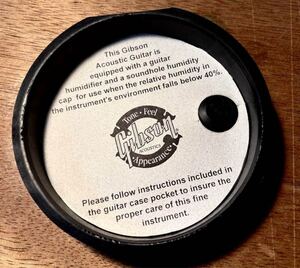 This Gibson
Acoustic Guitar is
equipped with a guitar
humidifier and a soundhole humidity
cap for use when the relative humidity in
the instrument's environment falls below 40%.
Tone · Feel
Gibson
ACOUSTICS
Appearance
Please follow instructions included in
the guitar case pocket to insure the
proper care of this fine
instrument.